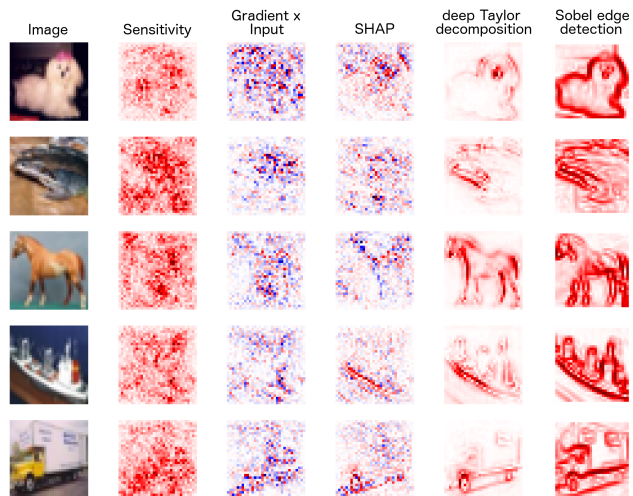 Image
Sensitivity
Gradient x
Input
SHAP
deep Taylor
decomposition
Sobel edge
detection